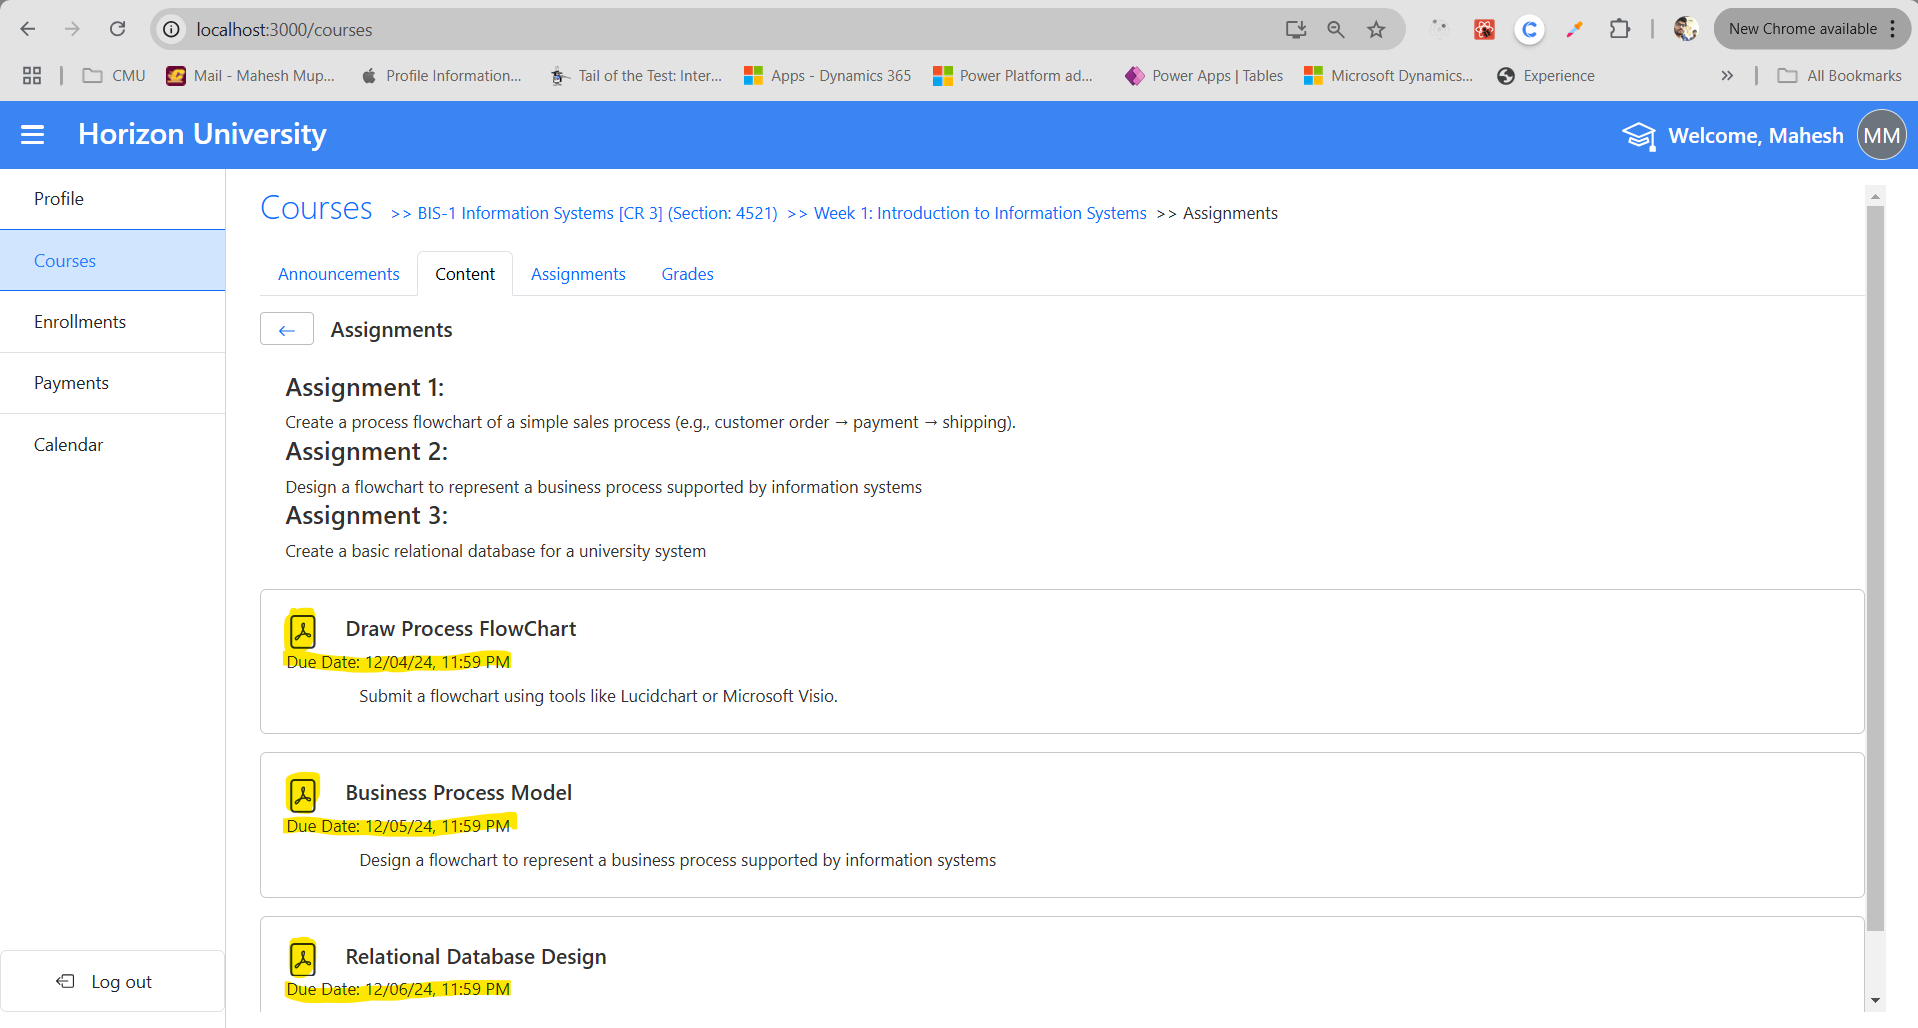 localhost:3000/courses
New Chrome available
CMU
Mail - Mahesh Mup...
Profile Information...
Tail of the Test: Inter...
Apps - Dynamics 365
Power Platform ad...
Power Apps | Tables
Microsoft Dynamics...
Experience
»
All Bookmarks
Horizon University
Welcome, Mahesh
MM
Profile
Courses
Enrollments
Payments
Calendar
Log out
Courses >> BIS-1 Information Systems [CR 3] (Section: 4521) >> Week 1: Introduction to Information Systems >> Assignments
Announcements
Content
Assignments
Grades
← Assignments
Assignment 1:
Create a process flowchart of a simple sales process (e.g., customer order → payment → shipping).
Assignment 2:
Design a flowchart to represent a business process supported by information systems
Assignment 3:
Create a basic relational database for a university system
Draw Process FlowChart
Due Date: 12/04/24, 11:59 PM
Submit a flowchart using tools like Lucidchart or Microsoft Visio.
Business Process Model
Due Date: 12/05/24, 11:59 PM
Design a flowchart to represent a business process supported by information systems
Relational Database Design
Due Date: 12/06/24, 11:59 PM